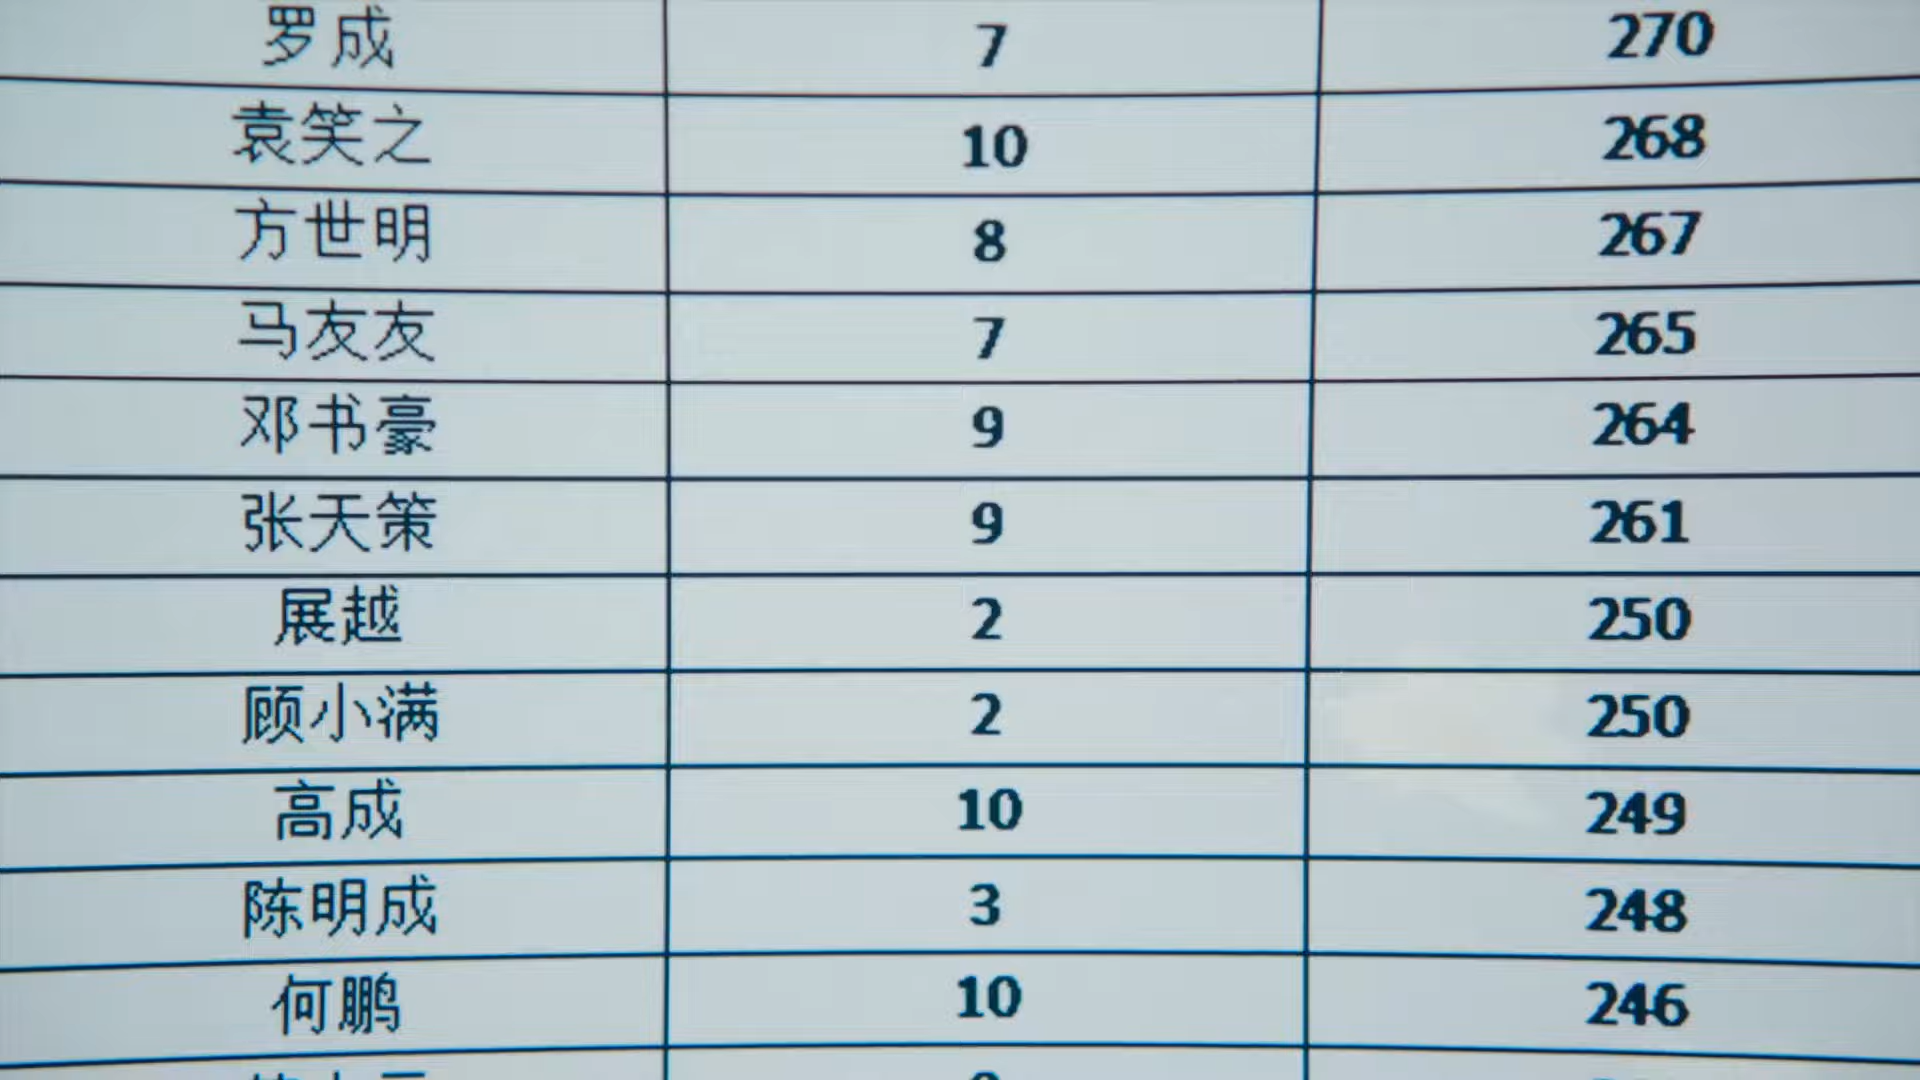 罗成 7 270
袁笑之 10 268
方世明 8 267
马友友 7 265
邓书豪 9 264
张天策 9 261
展越 2 250
顾小满 2 250
高成 10 249
陈明成 3 248
何鹏 10 246